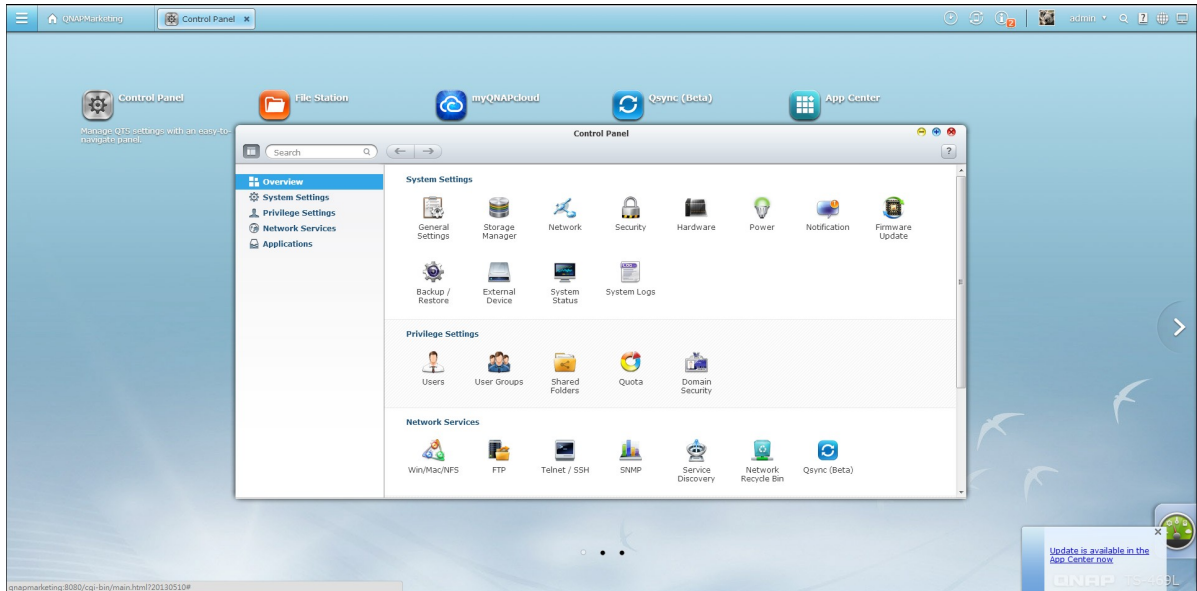 QNAPMarketing
Control Panel
2
admin
Control Panel
File Station
myQNAPcloud
Qsync (Beta)
App Center
Manage QTS settings with an easy-to-
navigate panel.
Control Panel
Search
Overview
System Settings
Privilege Settings
Network Services
Applications
System Settings
General
Settings
Storage
Manager
Network
Security
Hardware
Power
Notification
Firmware
Update
Backup /
Restore
External
Device
System
Status
System Logs
Privilege Settings
Users
User Groups
Shared
Folders
Quota
Domain
Security
Network Services
Win/Mac/NFS
FTP
Telnet / SSH
SNMP
Service
Discovery
Network
Recycle Bin
Qsync (Beta)
Update is available in the
App Center now
QNAP TS-469L
qnapmarketing:8080/cgi-bin/main.html?20130510#